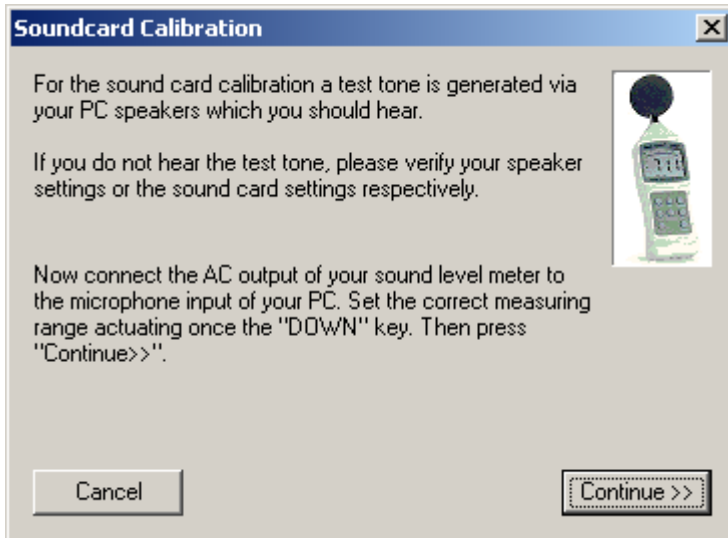 Soundcard Calibration
For the sound card calibration a test tone is generated via
your PC speakers which you should hear.
If you do not hear the test tone, please verify your speaker
settings or the sound card settings respectively.
Now connect the AC output of your sound level meter to
the microphone input of your PC. Set the correct measuring
range actuating once the "DOWN" key. Then press
"Continue>>".
Cancel
Continue >>